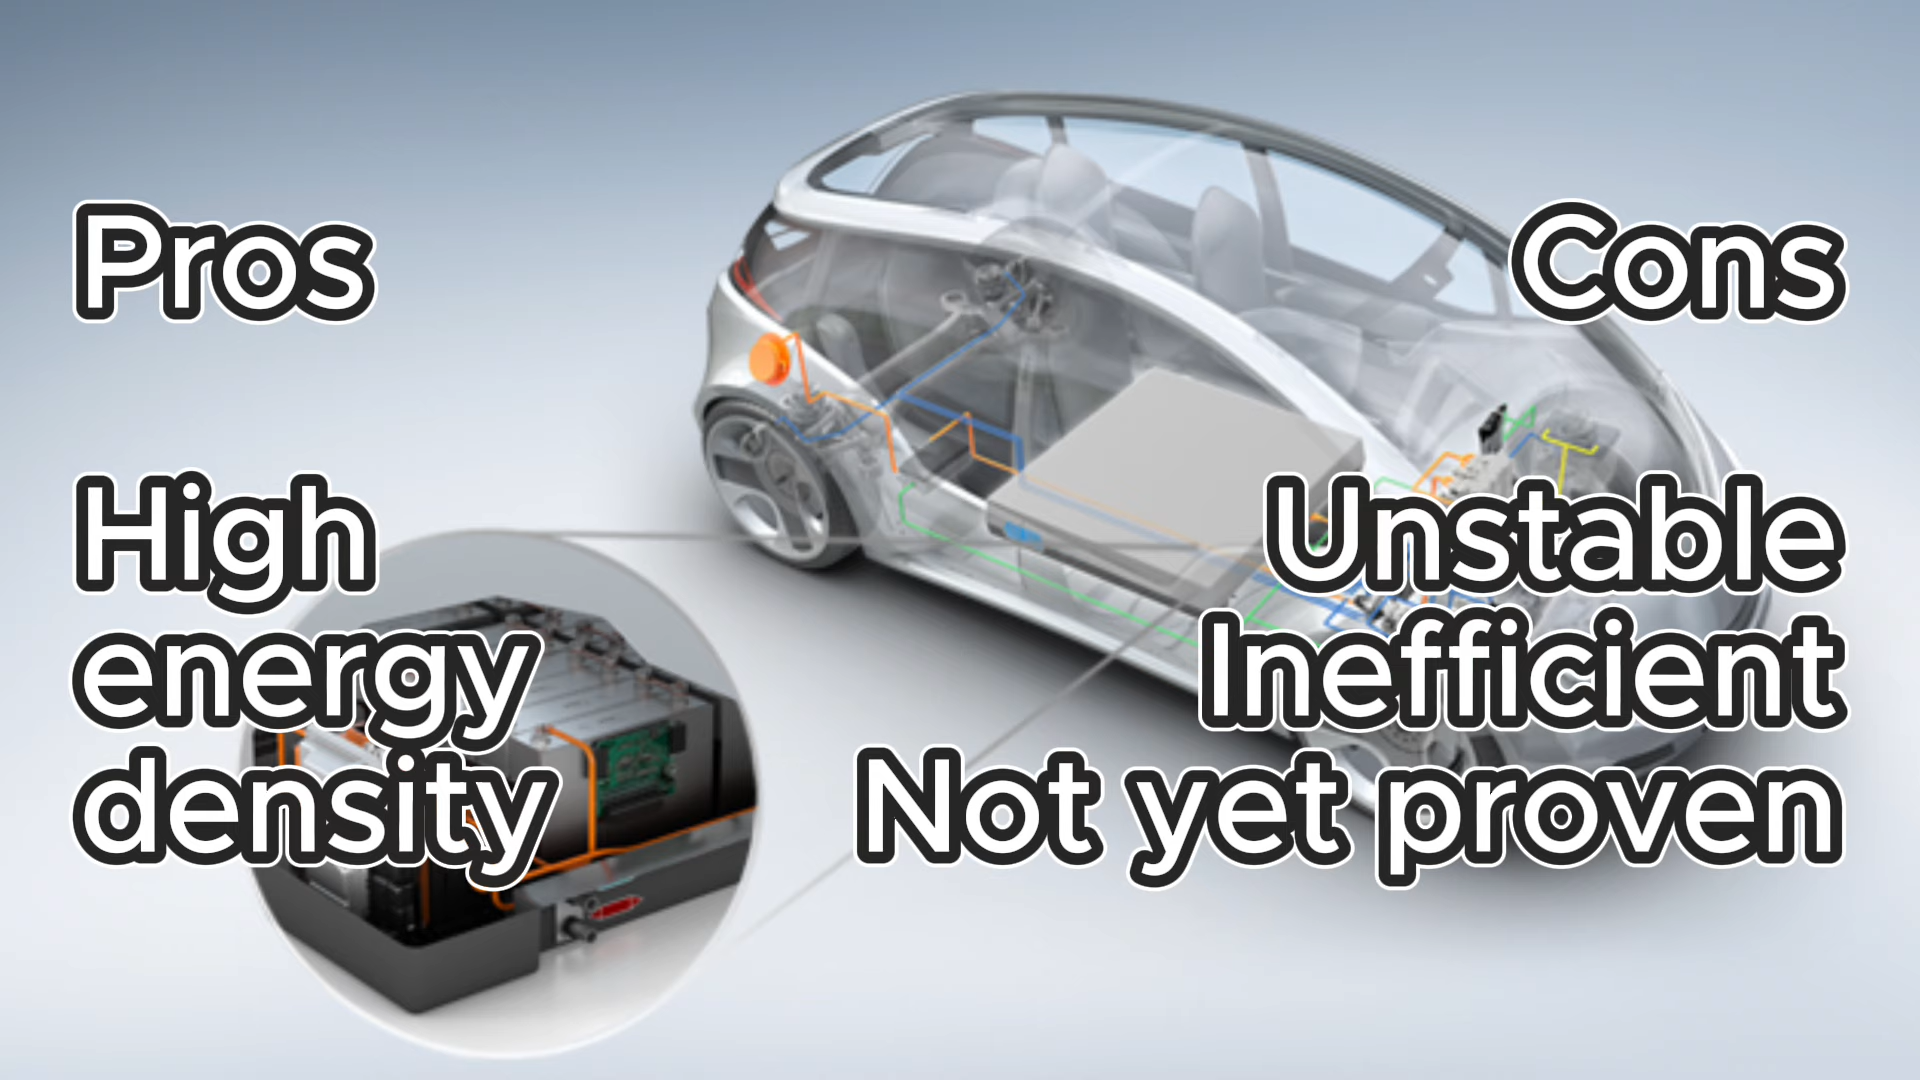 Pros
Cons
High
energy
density
Unstable
Inefficient
Not yet proven